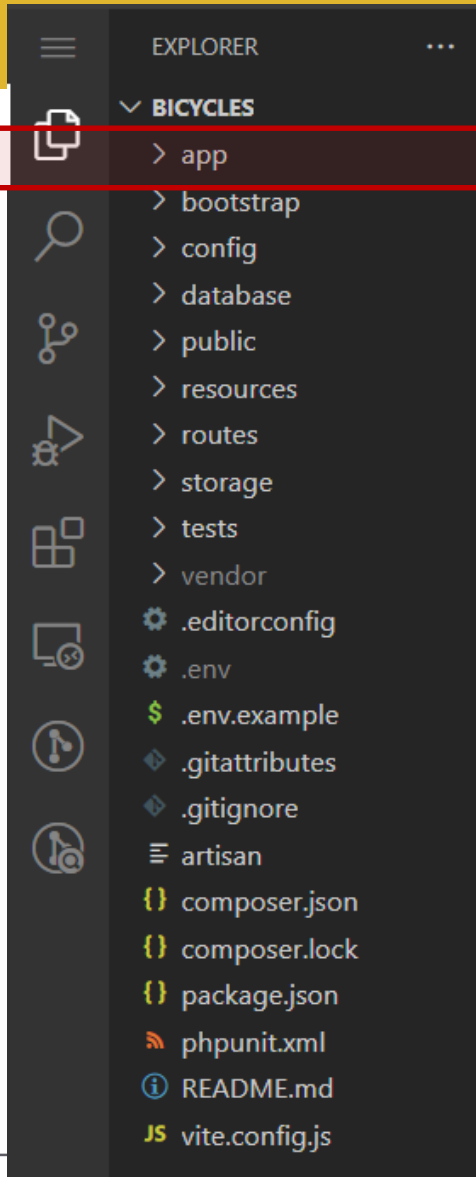 EXPLORER ...
BICYCLES
app
bootstrap
config
database
public
resources
routes
storage
tests
vendor
.editorconfig
.env
$ .env.example
.gitattributes
.gitignore
artisan
{} composer.json
{} composer.lock
{} package.json
phpunit.xml
README.md
JS vite.config.js